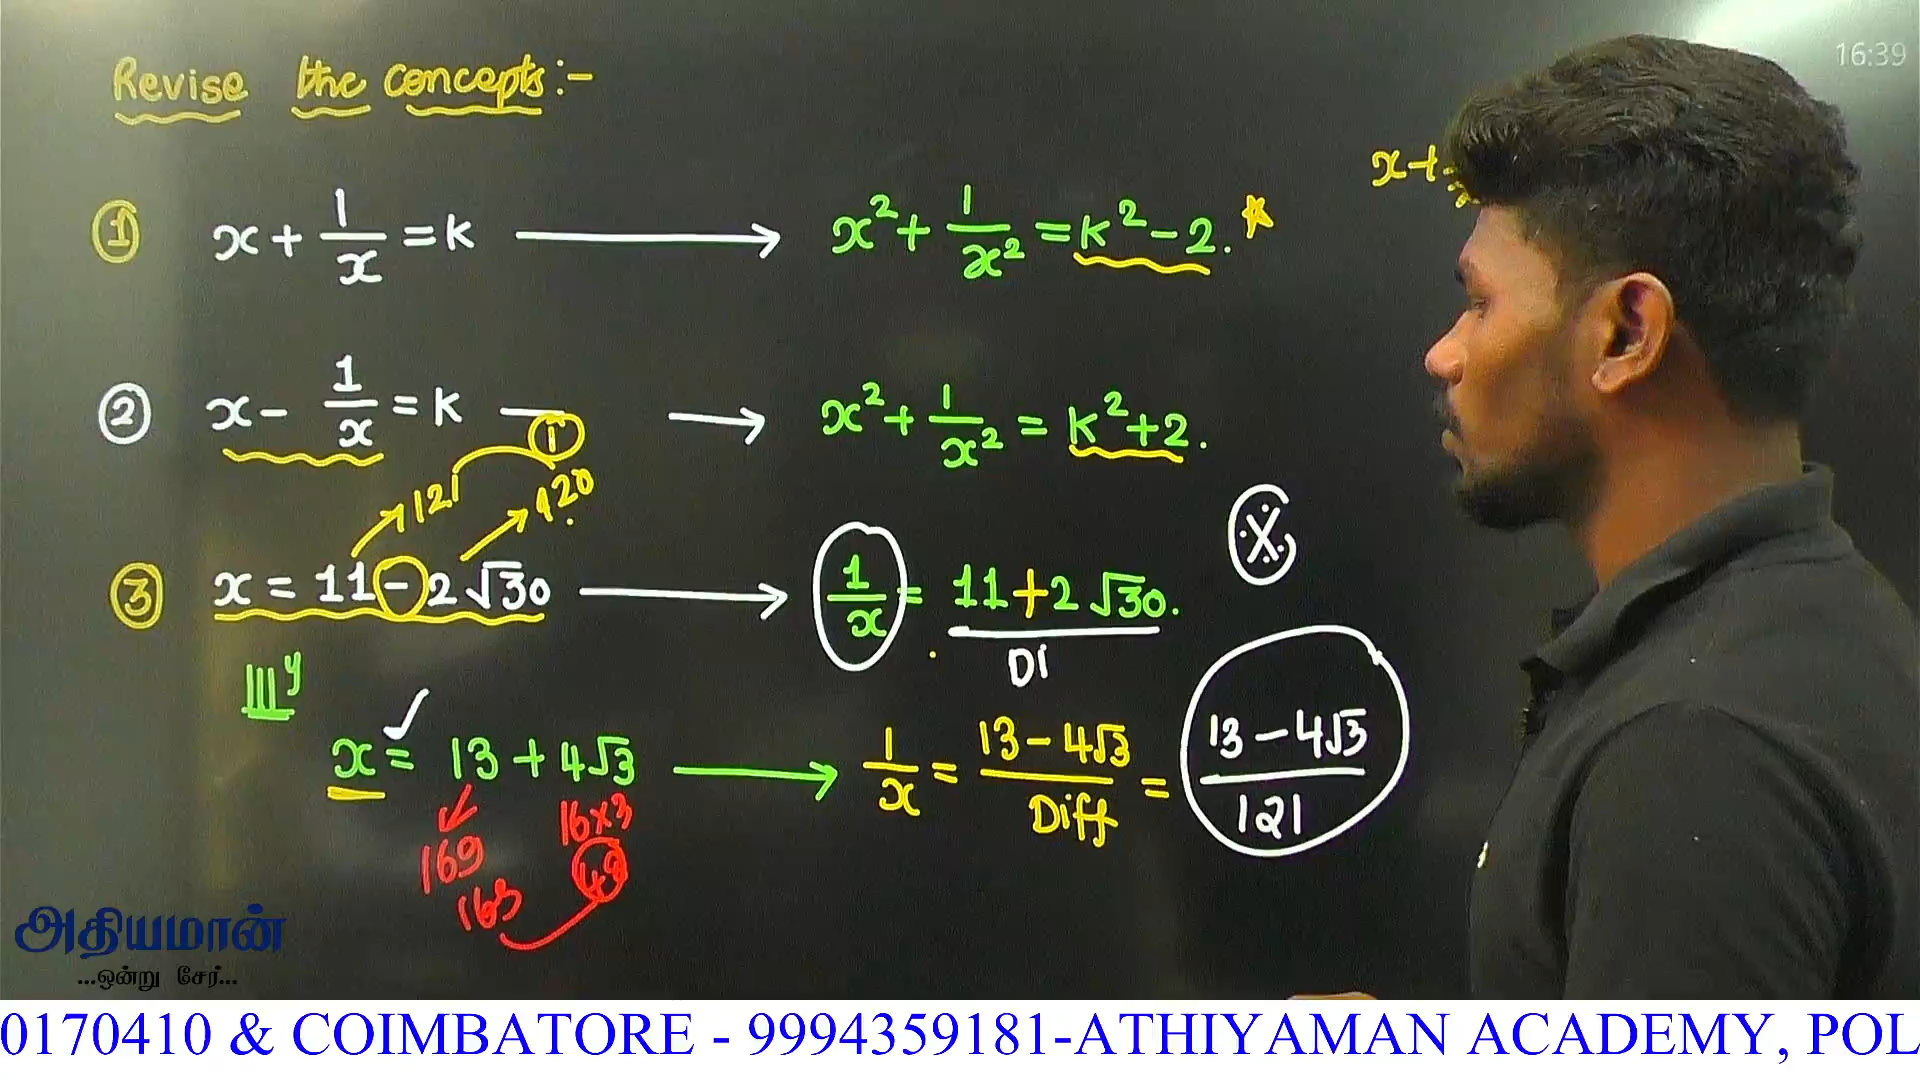 16:39
Revise the concepts:-
x+
① x + 1/x = k ⟶ x² + 1/x² = k² - 2. ★
② x - 1/x = k ⟶ x² + 1/x² = k² + 2.
121 120 1
③ x = 11 - 2√30 ⟶ 1/x = 11 + 2√30.
Di
lllʸ
x = 13 + 4√3 ⟶ 1/x = 13 - 4√3 / Diff = 13 - 4√3 / 121
16×3
169 48
169
அதியமான்
...ஒன்று சேர்...
0170410 & COIMBATORE - 9994359181-ATHIYAMAN ACADEMY, POL